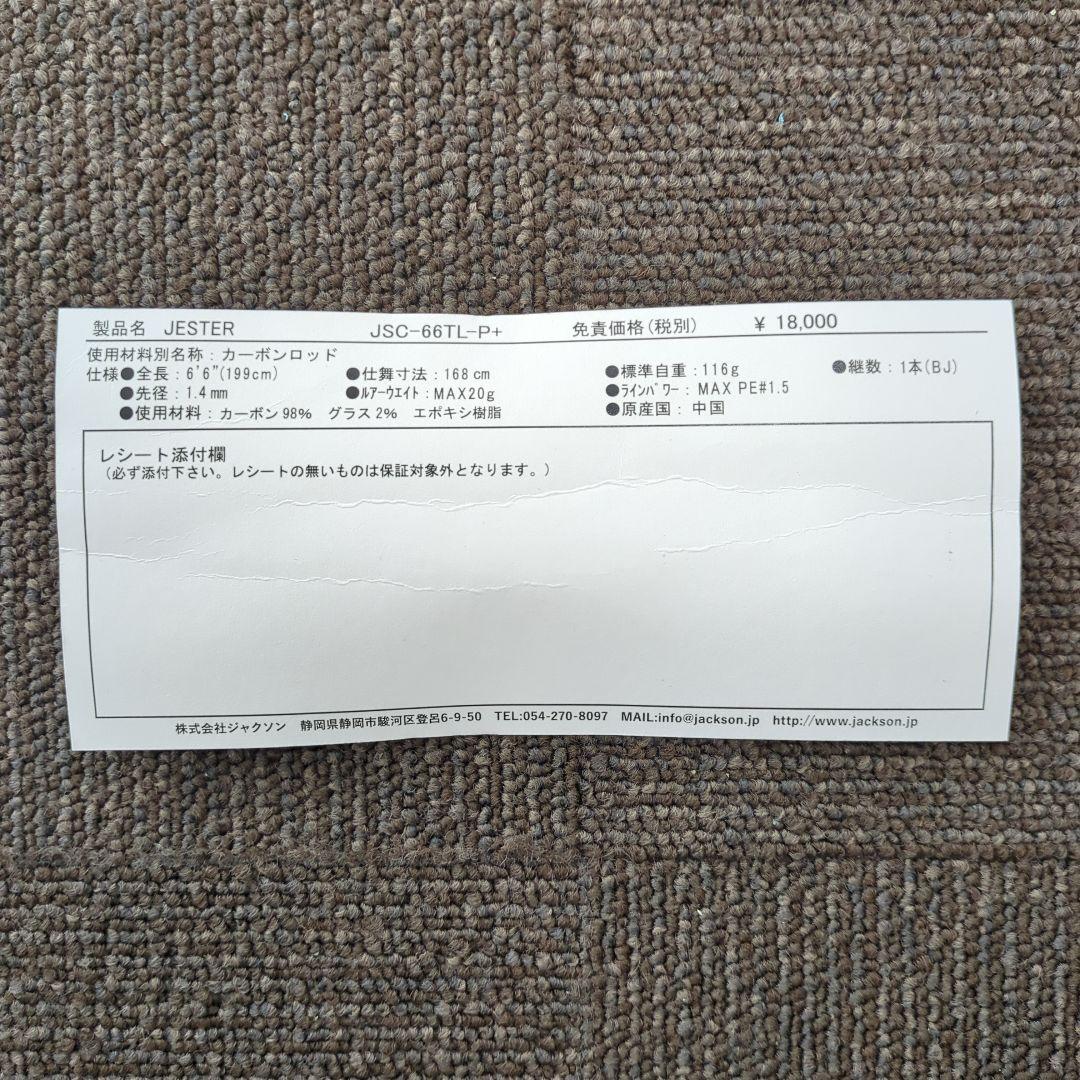 製品名 JESTER JSC-66TL-P+ 免責価格(税別) ¥ 18,000
使用材料別名称：カーボンロッド
仕様●全長：6'6"(199cm) ●仕舞寸法：168㎝ ●標準自重：116g ●継数：1本(BJ)
●先径：1.4㎜ ●ﾙｱｰｳｴｲﾄ：MAX20g ●ﾗｲﾝﾊﾟﾜｰ：MAX PE#1.5
●使用材料：カーボン98% グラス2% エポキシ樹脂 ●原産国：中国
レシート添付欄
（必ず添付下さい。レシートの無いものは保証対象外となります。）
株式会社ジャクソン 静岡県静岡市駿河区登呂6-9-50 TEL:054-270-8097 MAIL:info@jackson.jp http://www.jackson.jp